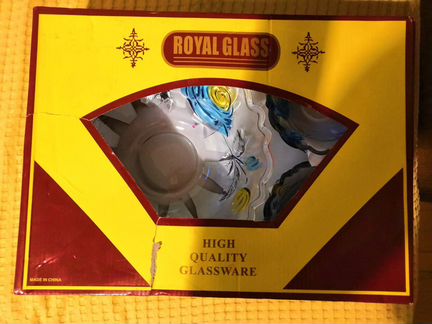 ROYAL GLASS
HIGH
QUALITY
GLASSWARE
MADE IN CHINA